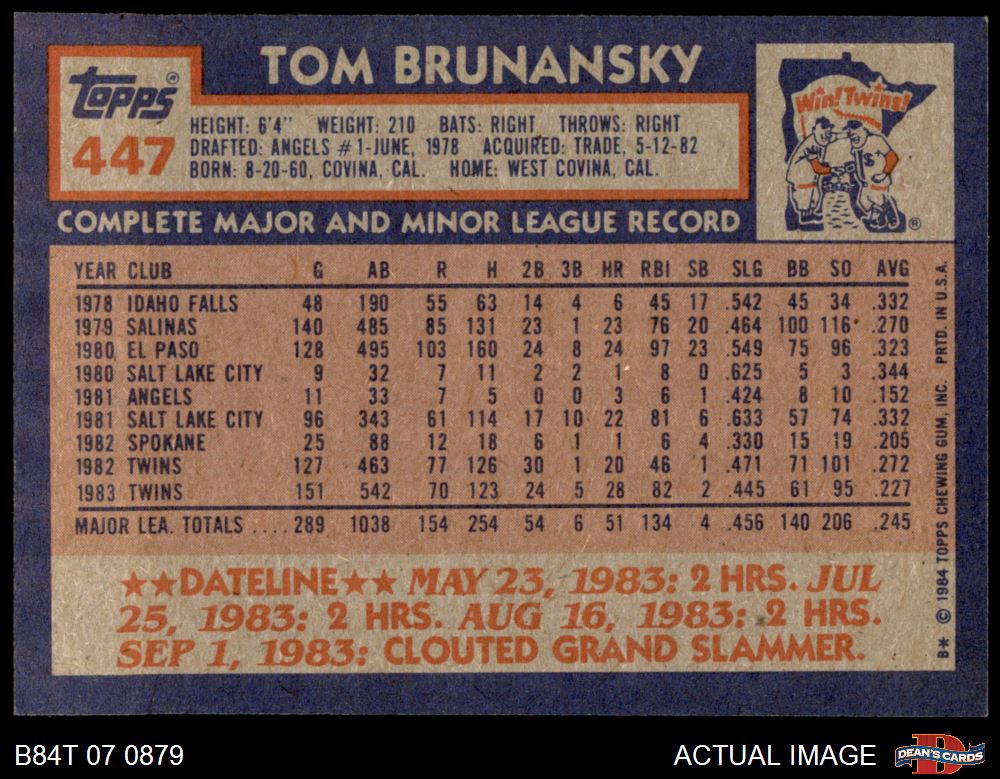 TOM BRUNANSKY
Topps®
447
HEIGHT: 6'4" WEIGHT: 210 BATS: RIGHT THROWS: RIGHT
DRAFTED: ANGELS #1-JUNE, 1978 ACQUIRED: TRADE, 5-12-82
BORN: 8-20-60, COVINA, CAL. HOME: WEST COVINA, CAL.
Win! Twins!
$
®
COMPLETE MAJOR AND MINOR LEAGUE RECORD
YEAR CLUB G AB R H 2B 3B HR RBI SB SLG BB SO AVG
1978 IDAHO FALLS 48 190 55 63 14 4 6 45 17 .542 45 34 .332
1979 SALINAS 140 485 85 131 23 1 23 76 20 .464 100 116 .270
1980 EL PASO 128 495 103 160 24 8 24 97 23 .549 75 96 .323
1980 SALT LAKE CITY 9 32 7 11 2 2 1 8 0 .625 5 3 .344
1981 ANGELS 11 33 7 5 0 0 3 6 1 .424 8 10 .152
1981 SALT LAKE CITY 96 343 61 114 17 10 22 81 6 .633 57 74 .332
1982 SPOKANE 25 88 12 18 6 1 1 6 4 .330 15 19 .205
1982 TWINS 127 463 77 126 30 1 20 46 1 .471 71 101 .272
1983 TWINS 151 542 70 123 24 5 28 82 2 .445 61 95 .227
MAJOR LEA. TOTALS .... 289 1038 154 254 54 6 51 134 4 .456 140 206 .245
★★DATELINE★★ MAY 23, 1983: 2 HRS. JUL
25, 1983: 2 HRS. AUG 16, 1983: 2 HRS.
SEP 1, 1983: CLOUTED GRAND SLAMMER.
B* © 1984 TOPPS CHEWING GUM, INC. PRTD. IN U.S.A.
B84T 07 0879
ACTUAL IMAGE
DEAN'S CARDS